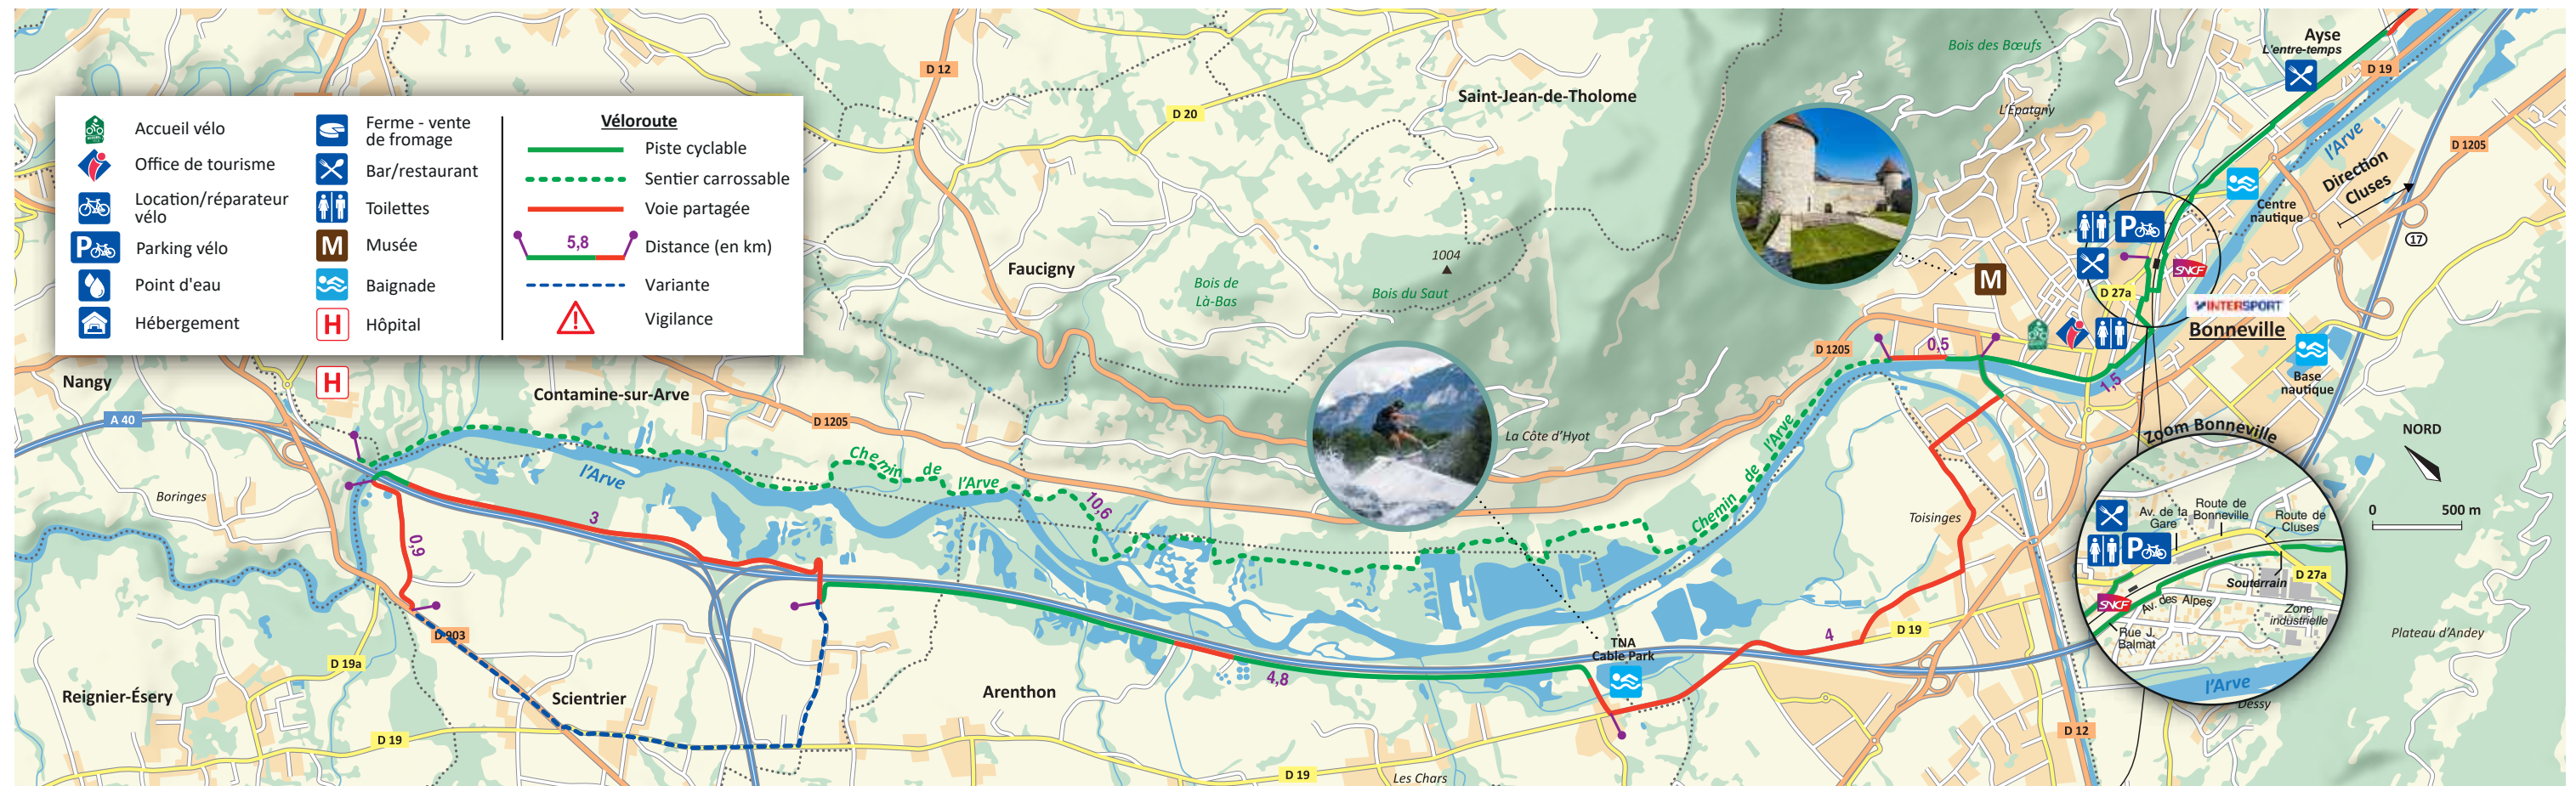 Accueil vélo
Office de tourisme
Location/réparateur
vélo
Parking vélo
Point d'eau
Hébergement
Ferme - vente
de fromage
Bar/restaurant
Toilettes
M
Musée
Baignade
H
Hôpital
Véloroute
Piste cyclable
Sentier carrossable
Voie partagée
5,8
Distance (en km)
Variante
Vigilance
P
D 12
D 20
Saint-Jean-de-Tholome
Bois des Bœufs
L'Épatgny
Ayse
L'entre-temps
D 19
l'Arve
D 1205
Direction
Cluses
Centre
nautique
17
P
SNCF
D 27a
INTERSPORT
Bonneville
Base
nautique
M
Faucigny
Bois de
Là-Bas
1004
Bois du Saut
D 1205
0,5
1,5
Nangy
H
A 40
Contamine-sur-Arve
D 1205
La Côte d'Hyot
Chemin de l'Arve
l'Arve
Chemin de l'Arve
10,6
Boringes
3
0,9
Toisinges
Zoom Bonneville
NORD
0 500 m
Av. de la
Gare
Route de
Bonneville
Route de
Cluses
P
Souterrain
D 27a
SNCF
Av. des Alpes
Zone
industrielle
Rue J.
Balmat
l'Arve
Dessy
Plateau d'Andey
D 903
D 19a
Reignier-Ésery
Scientrier
D 19
Arenthon
4,8
TNA
Cable Park
4
D 19
D 12
D 19
Les Chars